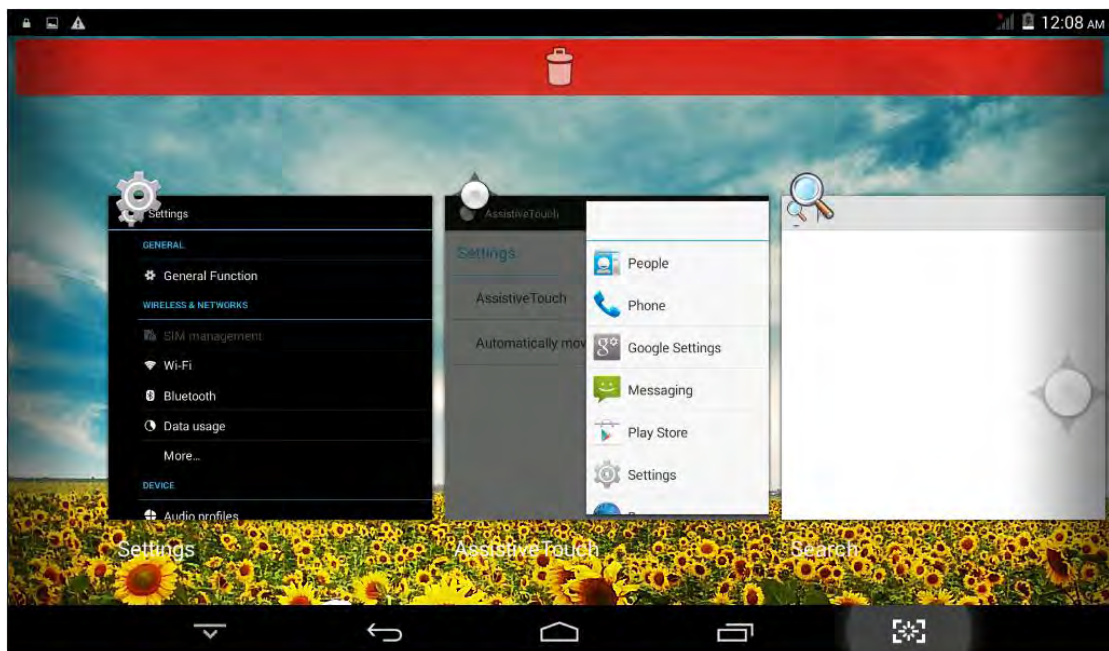 12:08 AM
Settings
GENERAL
General Function
WIRELESS & NETWORKS
SIM management
Wi-Fi
Bluetooth
Data usage
More...
DEVICE
Audio profiles
Settings
AssistiveTouch
Settings
AssistiveTouch
Automatically mov
People
Phone
Google Settings
Messaging
Play Store
Settings
AssistiveTouch
Search